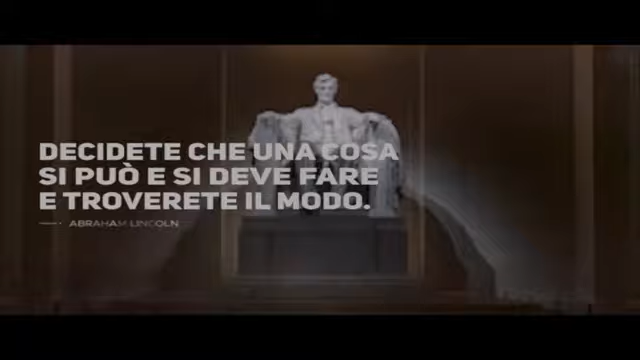 DECIDETE CHE UNA COSA
SI PUÒ E SI DEVE FARE
E TROVERETE IL MODO.
ABRAHAM LINCOLN